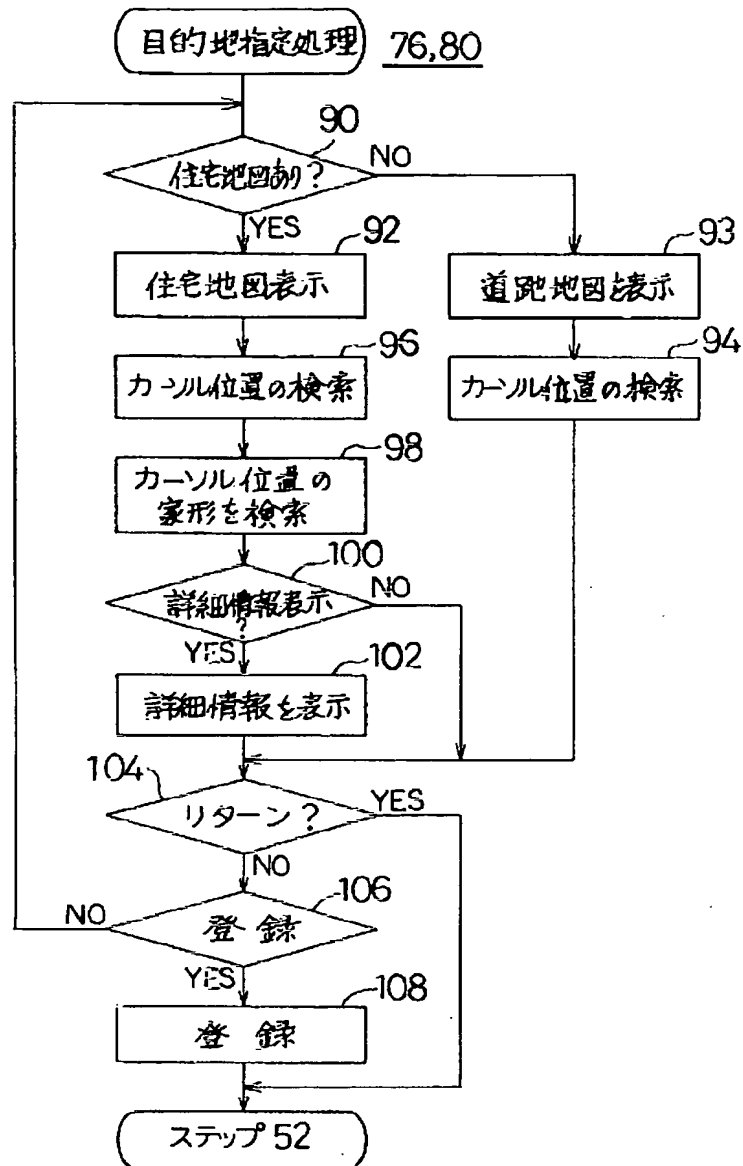 目的地指定処理 76,80
90
住宅地図あり? NO
YES
92
93
住宅地図表示
道路地図を表示
96
94
カーソル位置の検索
カーソル位置の検索
98
カーソル位置の
家形を検索
100
詳細情報表示
?
NO
YES
102
詳細情報を表示
104
リターン? YES
NO
106
登録
NO
YES
108
登録
ステップ52